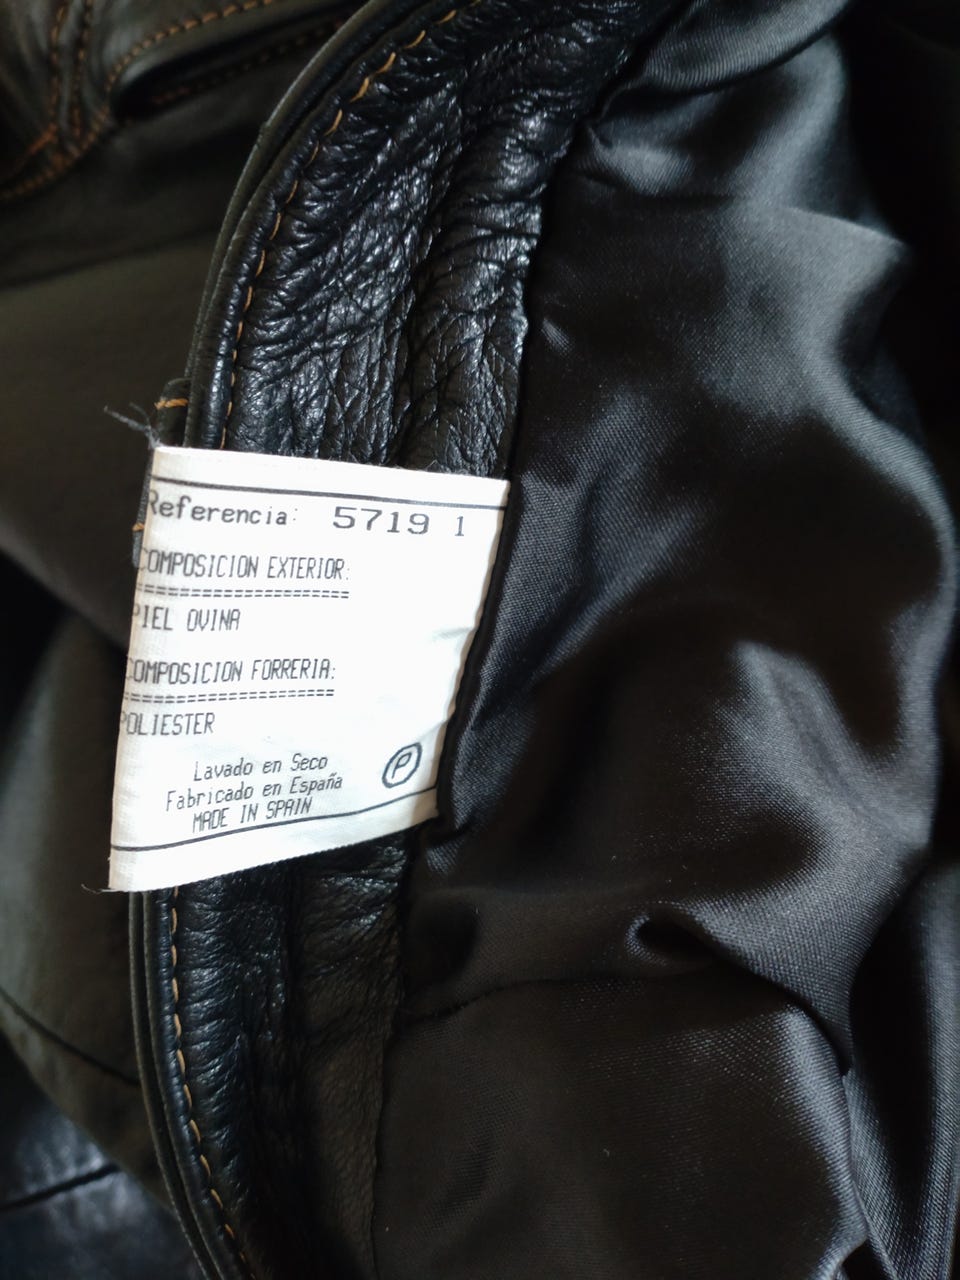 Referencia: 5719 1
COMPOSICION EXTERIOR:
====================
PIEL OVINA
COMPOSICION FORRERIA:
====================
POLIESTER
Lavado en Seco
Fabricado en España
MADE IN SPAIN
P